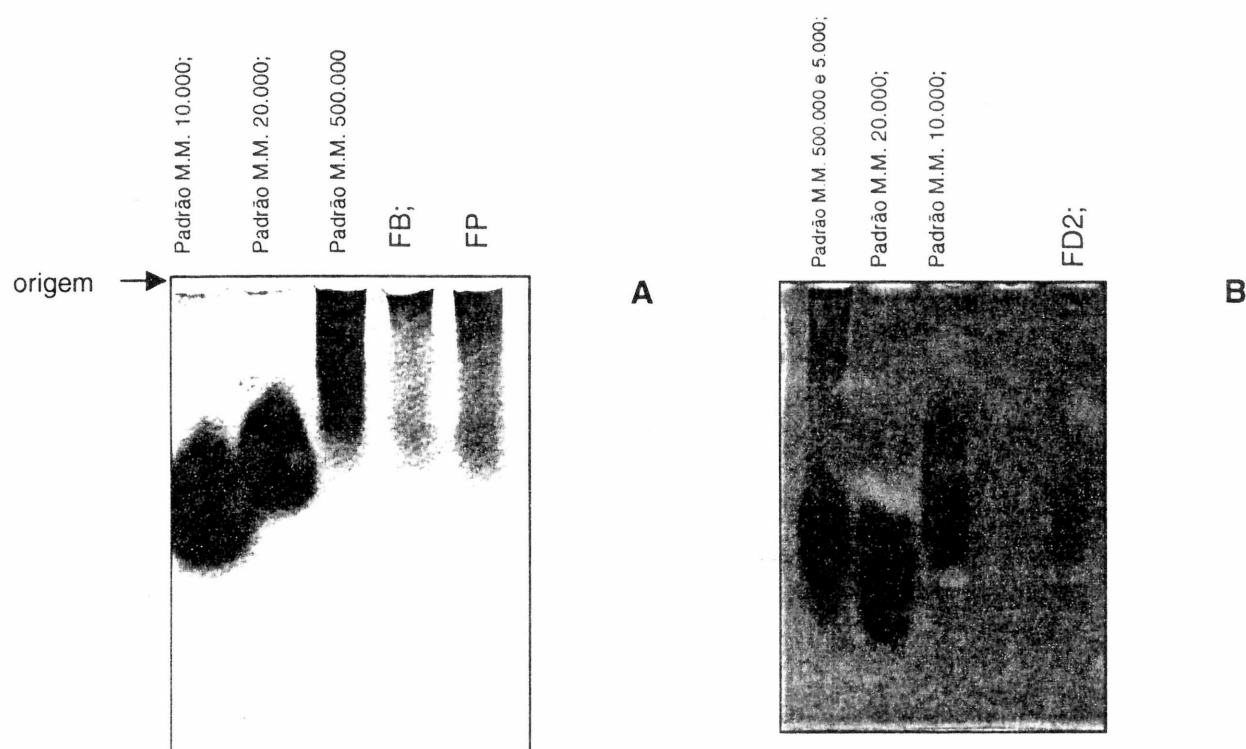 Padrão M.M. 10.000;
Padrão M.M. 20.000;
Padrão M.M. 500.000
FB;
FP
origem
A
Padrão M.M. 500.000 e 5.000;
Padrão M.M. 20.000;
Padrão M.M. 10.000;
FD2;
B